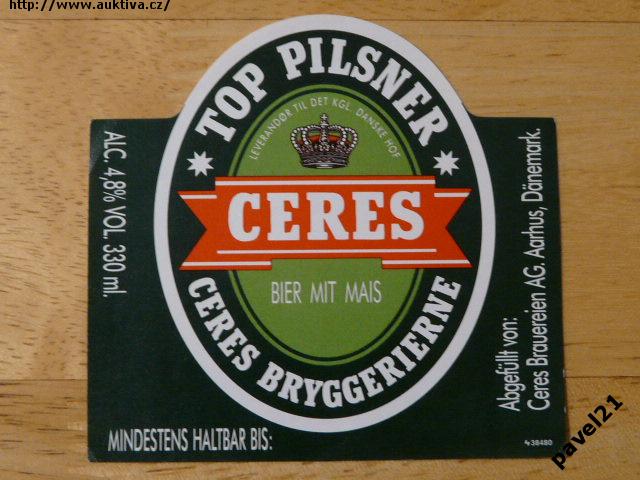 http://www.auktiva.cz/
TOP PILSNER
LEVERANDØR TIL DET KGL. DANSKE HOF
CERES
BIER MIT MAIS
CERES BRYGGERIERNE
ALC. 4,8% VOL. 330 ml.
Abgefüllt von:
Ceres Brauereien AG. Aarhus, Dänemark.
MINDESTENS HALTBAR BIS:
38480
pavel21